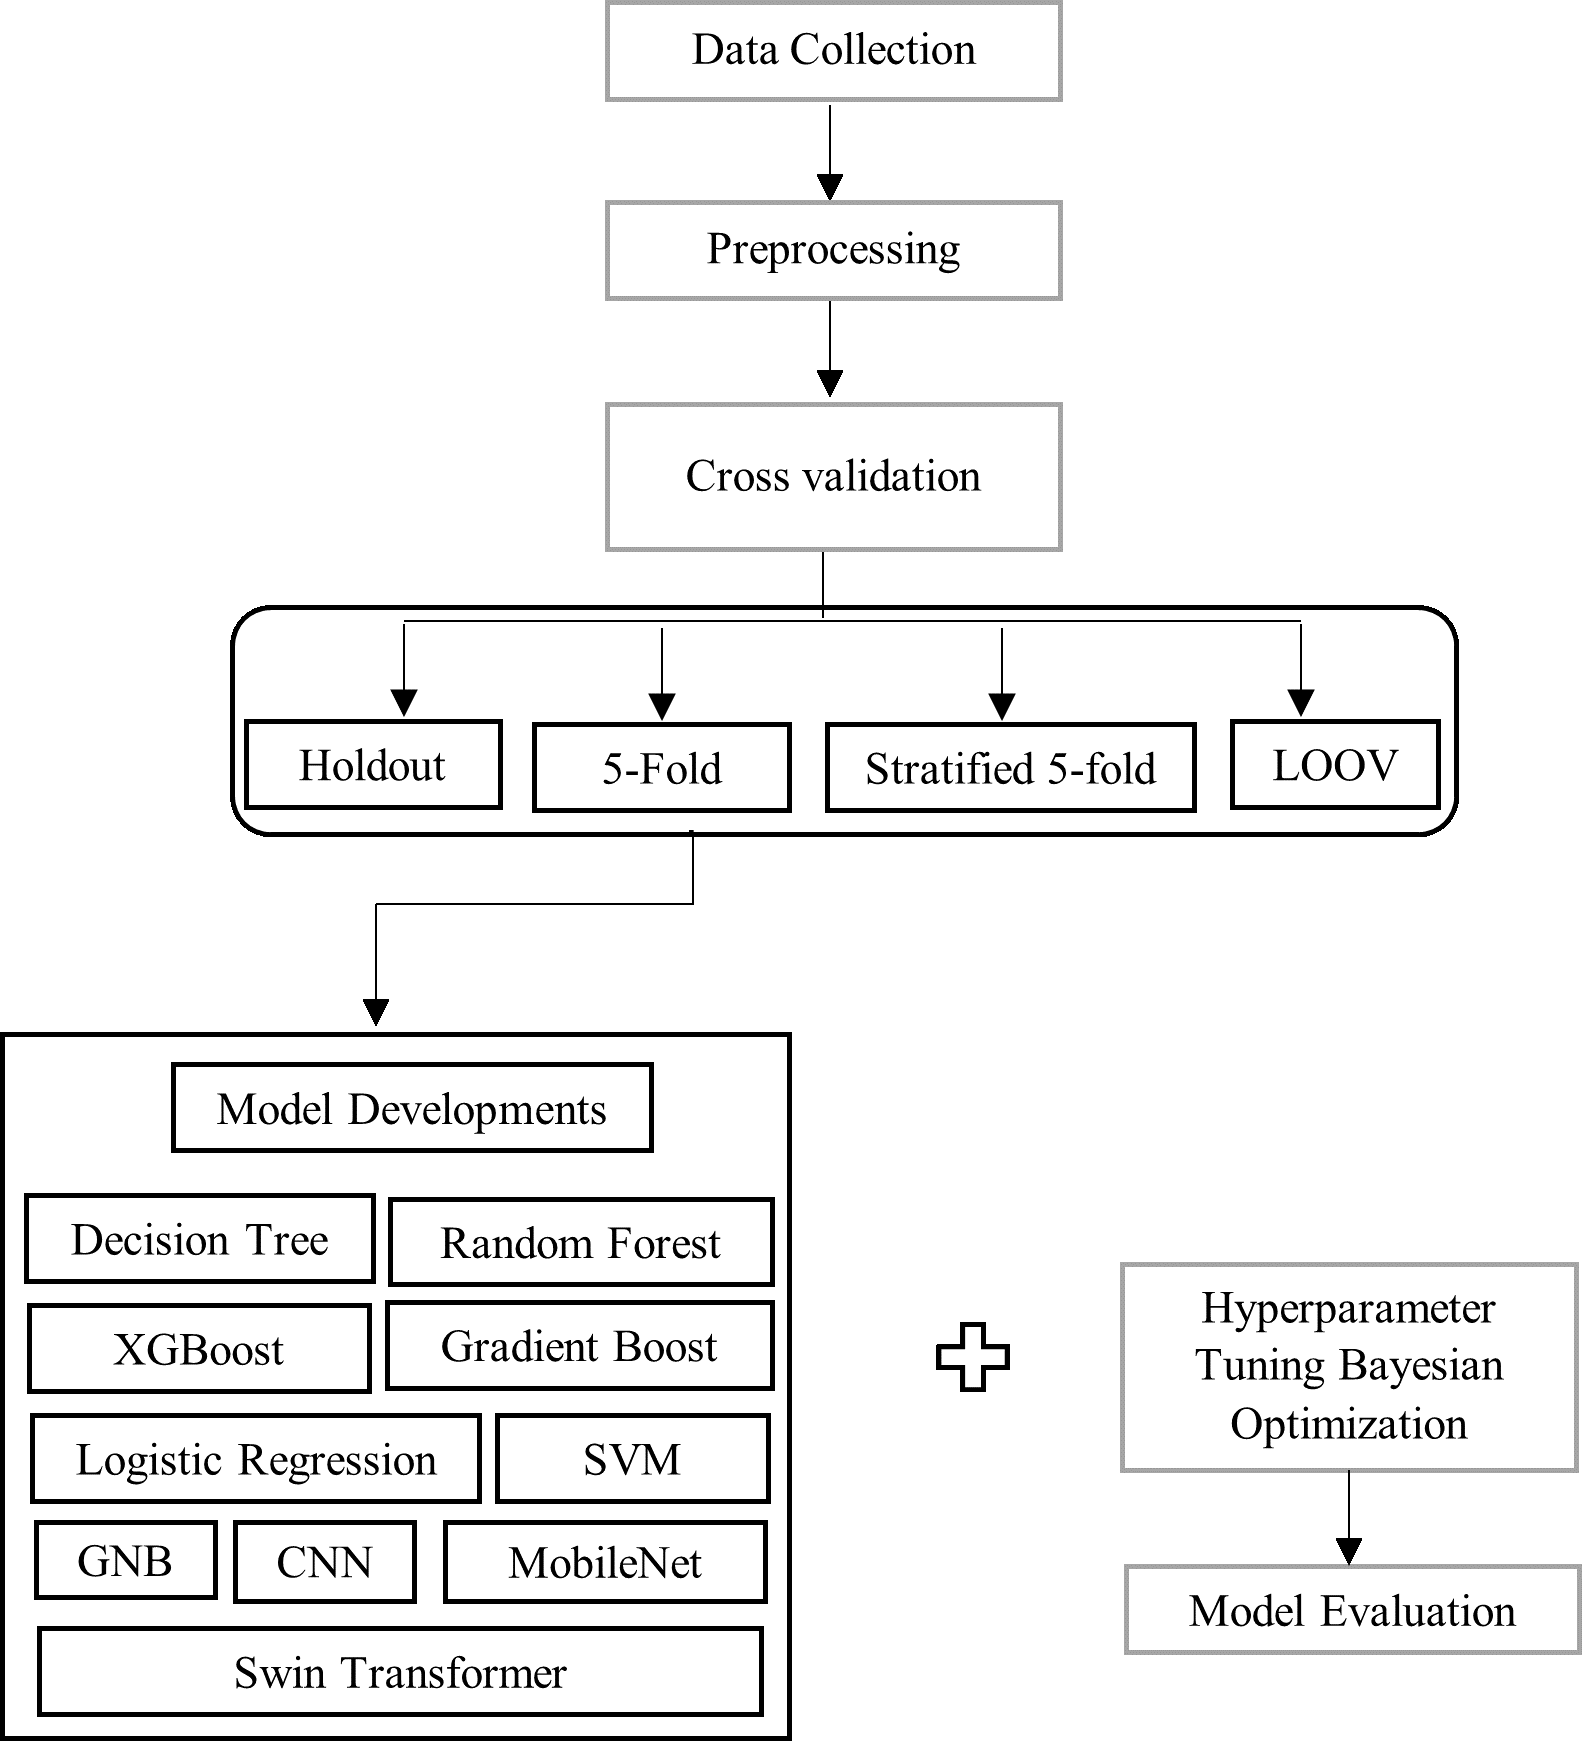 Data Collection
Preprocessing
Cross validation
Holdout
5-Fold
Stratified 5-fold
LOOV
Model Developments
Decision Tree
Random Forest
XGBoost
Gradient Boost
Logistic Regression
SVM
GNB
CNN
MobileNet
Swin Transformer
Hyperparameter
Tuning Bayesian
Optimization
Model Evaluation